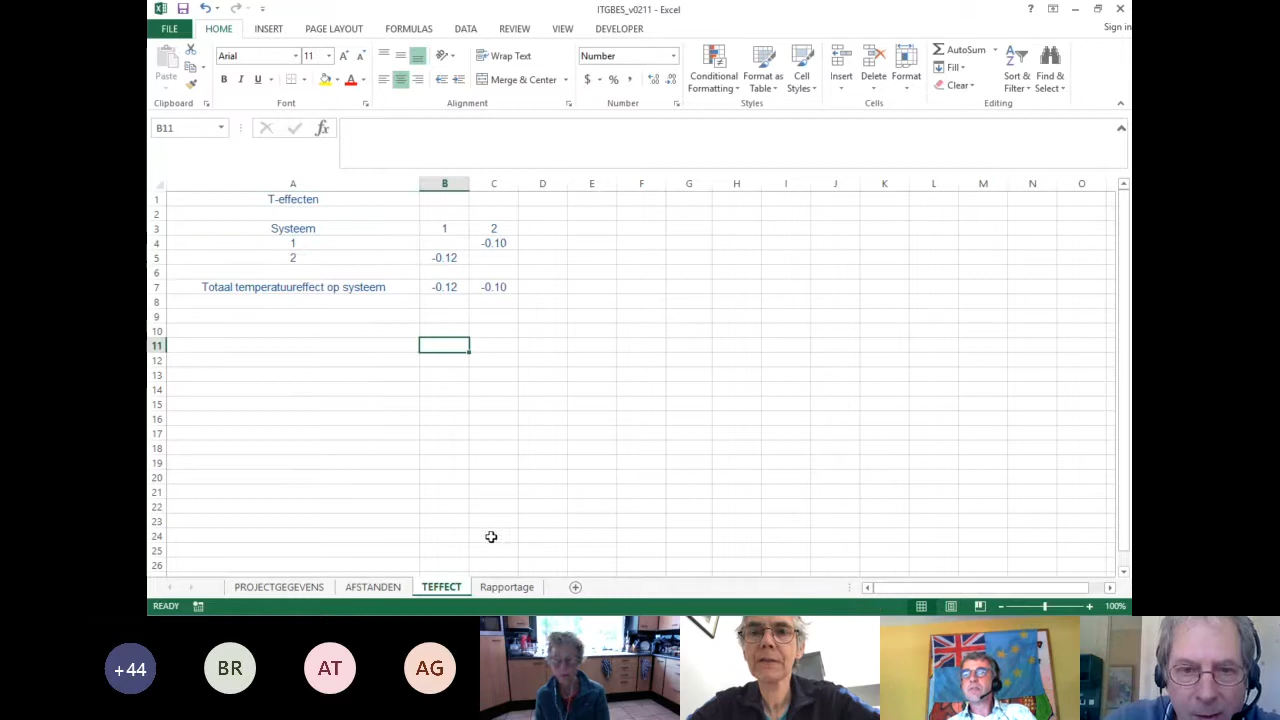 ITGBES_v0211 - Excel
Sign in
FILE HOME INSERT PAGE LAYOUT FORMULAS DATA REVIEW VIEW DEVELOPER
Paste
Arial 11
B I U
Wrap Text
Merge & Center
Number
$ % ,
Conditional Formatting
Format as Table
Cell Styles
Insert Delete Format
AutoSum
Fill
Clear
Sort & Filter
Find & Select
Clipboard Font Alignment Number Styles Cells Editing
B11 fx
A B C D E F G H I J K L M N O
1 T-effecten
2
3 Systeem 1 2
4 1 -0.10
5 2 -0.12
6
7 Totaal temperatuureffect op systeem -0.12 -0.10
8
9
10
11
12
13
14
15
16
17
18
19
20
21
22
23
24
25
26
PROJECTGEGEVENS AFSTANDEN TEFFECT Rapportage
READY 100%
+44 BR AT AG